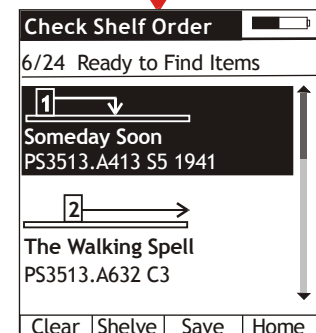 Check Shelf Order
6/24 Ready to Find Items
1
Someday Soon
PS3513.A413 S5 1941
2
The Walking Spell
PS3513.A632 C3
Clear Shelve Save Home